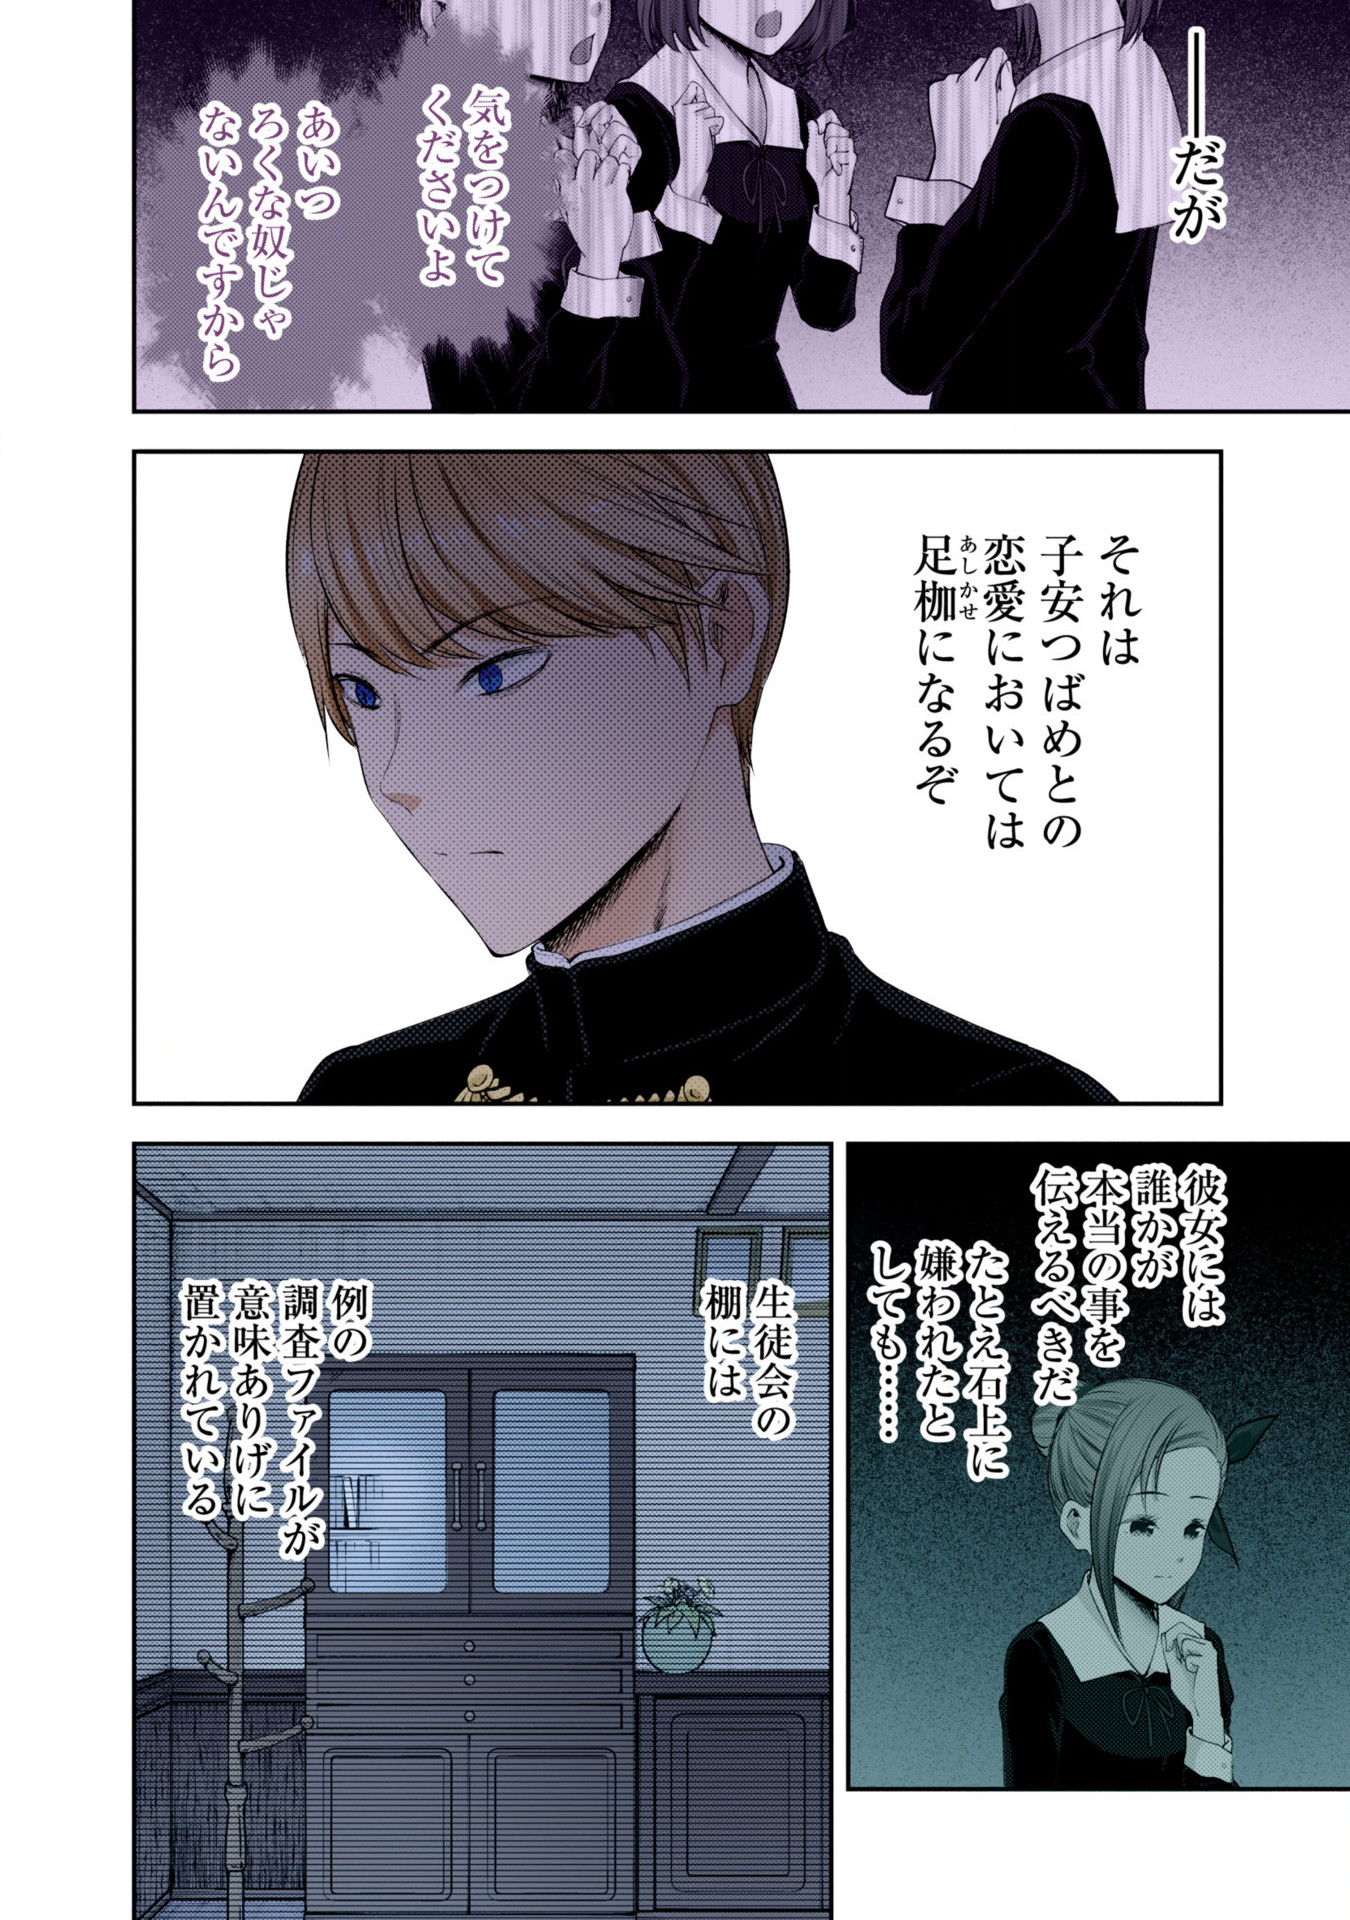 ──だが
気をつけて
くださいよ
あいつ
ろくな奴じゃ
ないんですから
それは
子安つばめとの
恋愛においては
足枷になるぞ
あしかせ
彼女には
誰かが
本当の事を
伝えるべきだ
たとえ石上に
嫌われたと
しても……
生徒会の
棚には
例の
調査ファイルが
意味ありげに
置かれている